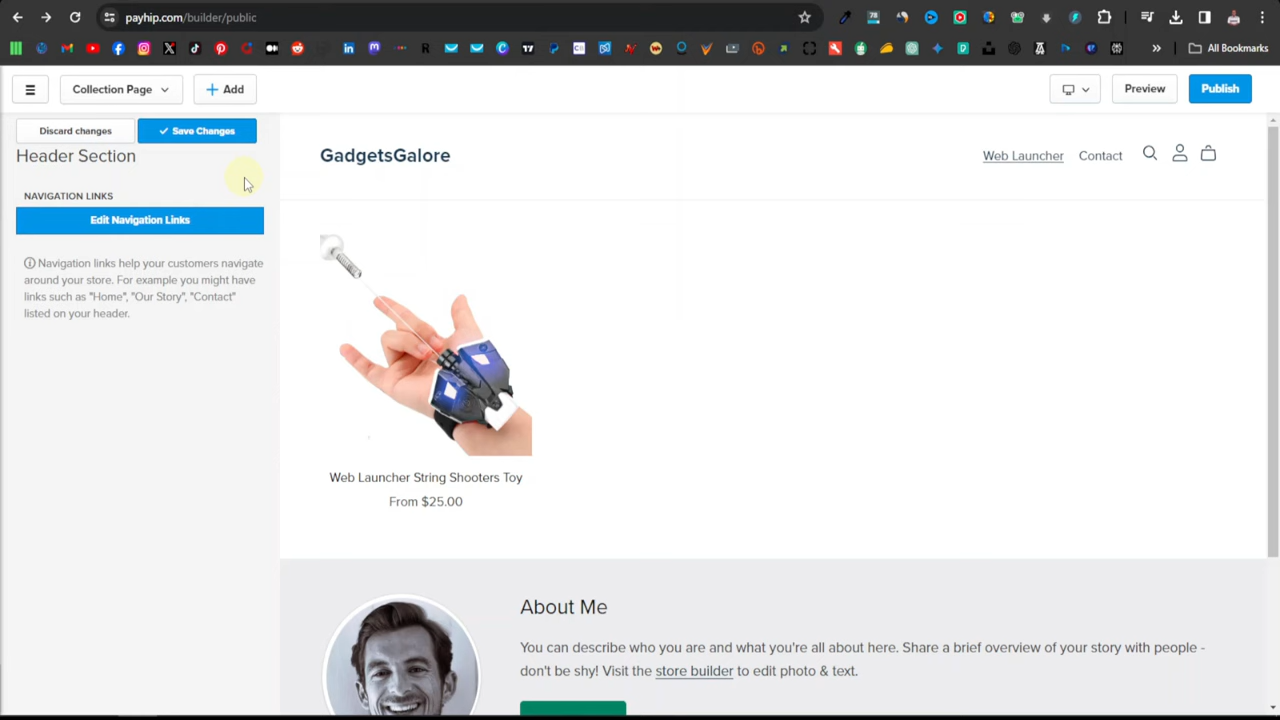 payhip.com/builder/public
All Bookmarks
Collection Page
Add
Preview
Publish
Discard changes
Save Changes
Header Section
NAVIGATION LINKS
Edit Navigation Links
Navigation links help your customers navigate
around your store. For example you might have
links such as "Home", "Our Story", "Contact"
listed on your header.
GadgetsGalore
Web Launcher
Contact
Web Launcher String Shooters Toy
From $25.00
About Me
You can describe who you are and what you're all about here. Share a brief overview of your story with people -
don't be shy! Visit the store builder to edit photo & text.